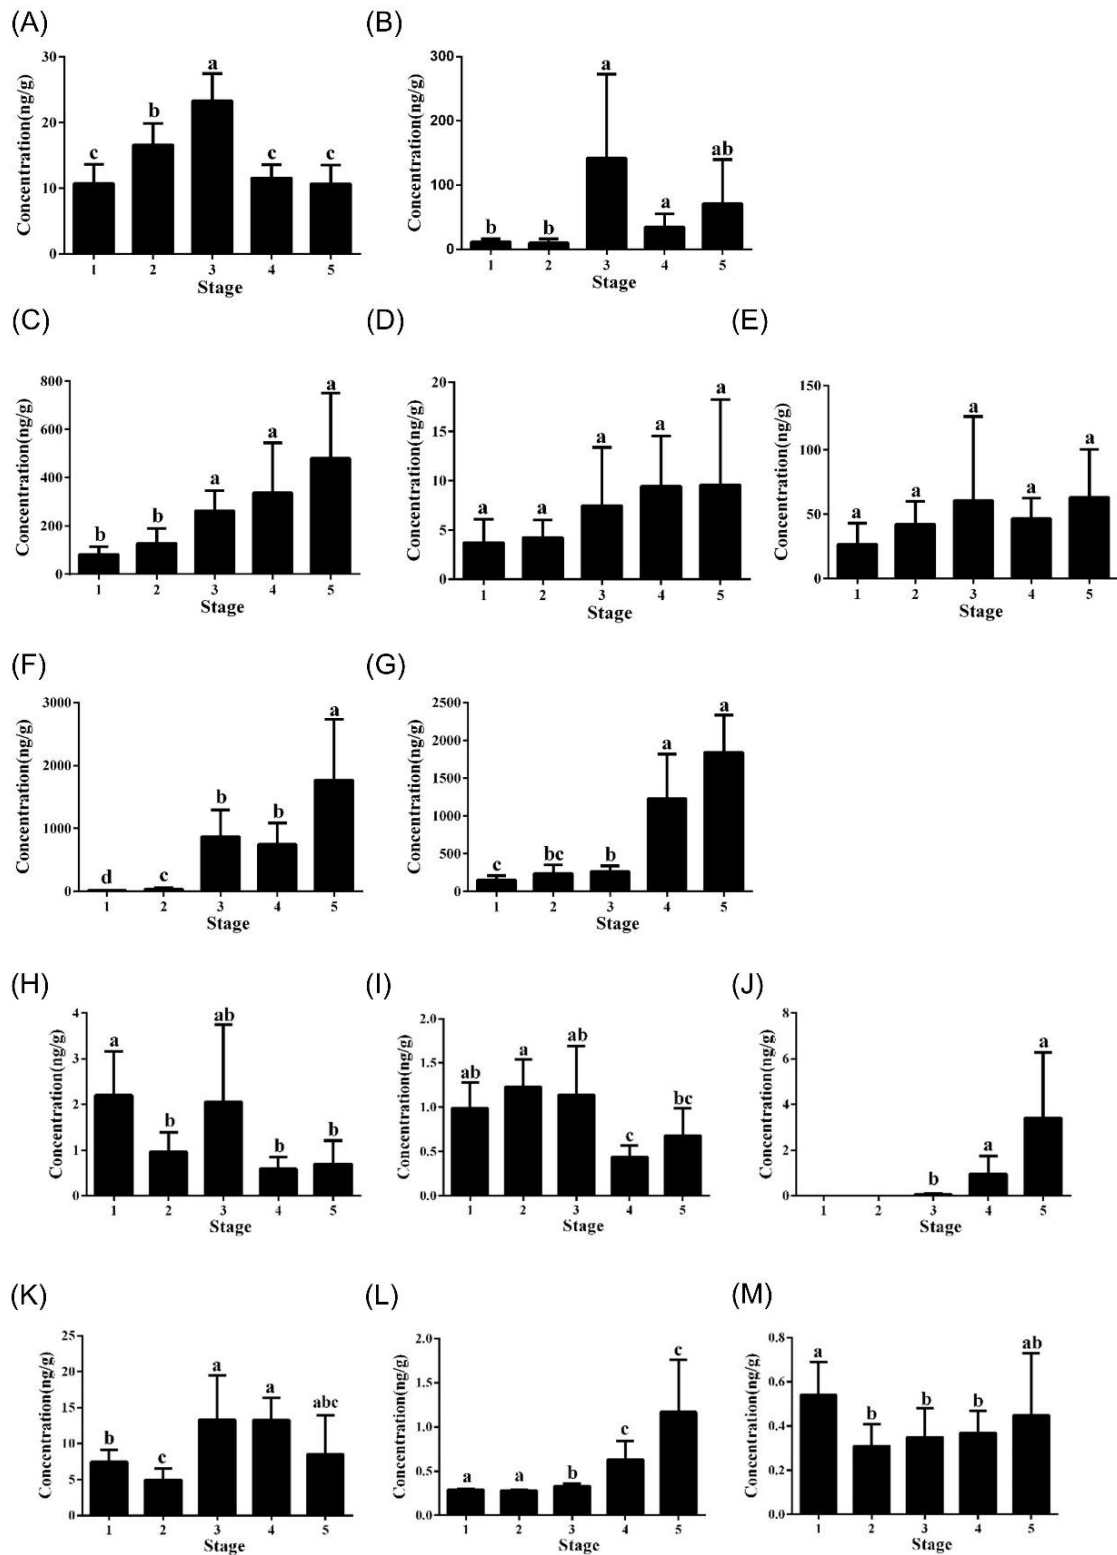 (A)
Concentration(ng/g)
30
20
10
0
c
b
a
c
c
1 2 3 4 5
Stage
(B)
Concentration(ng/g)
300
200
100
0
b
b
a
a
ab
1 2 3 4 5
Stage
(C)
Concentration(ng/g)
800
600
400
200
0
b
b
a
a
a
1 2 3 4 5
Stage
(D)
Concentration(ng/g)
20
15
10
5
0
a
a
a
a
a
1 2 3 4 5
Stage
(E)
Concentration(ng/g)
150
100
50
0
a
a
a
a
a
1 2 3 4 5
Stage
(F)
Concentration(ng/g)
3000
2000
1000
0
d
c
b
b
a
1 2 3 4 5
Stage
(G)
Concentration(ng/g)
2500
2000
1500
1000
500
0
c
bc
b
a
a
1 2 3 4 5
Stage
(H)
Concentration(ng/g)
4
3
2
1
0
a
b
ab
b
b
1 2 3 4 5
Stage
(I)
Concentration(ng/g)
2.0
1.5
1.0
0.5
0.0
ab
a
ab
c
bc
1 2 3 4 5
Stage
(J)
Concentration(ng/g)
8
6
4
2
0
b
a
a
1 2 3 4 5
Stage
(K)
Concentration(ng/g)
25
20
15
10
5
0
b
c
a
a
abc
1 2 3 4 5
Stage
(L)
Concentration(ng/g)
2.0
1.5
1.0
0.5
0.0
a
a
b
c
c
1 2 3 4 5
Stage
(M)
Concentration(ng/g)
0.8
0.6
0.4
0.2
0.0
a
b
b
b
ab
1 2 3 4 5
Stage